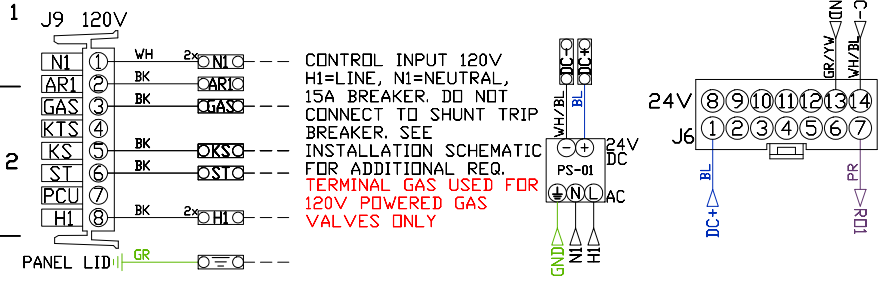 1
J9 120V
N1 1 WH 2x N1
AR1 2 BK AR1
GAS 3 BK GAS
KTS 4
KS 5 BK KS
ST 6 BK ST
PCU 7
H1 8 BK 2x H1
PANEL LID GR
2
CONTROL INPUT 120V
H1=LINE, N1=NEUTRAL,
15A BREAKER. DO NOT
CONNECT TO SHUNT TRIP
BREAKER. SEE
INSTALLATION SCHEMATIC
FOR ADDITIONAL REQ.
TERMINAL GAS USED FOR
120V POWERED GAS
VALVES ONLY
DC- DC+
WH/BL BL
- + 24V
DC
PS-01
N L AC
GND N1 H1
ND C-
GR/YW WH/BL
24V 8 9 10 11 12 13 14
J6 1 2 3 4 5 6 7
BL PR
DC+ RO1